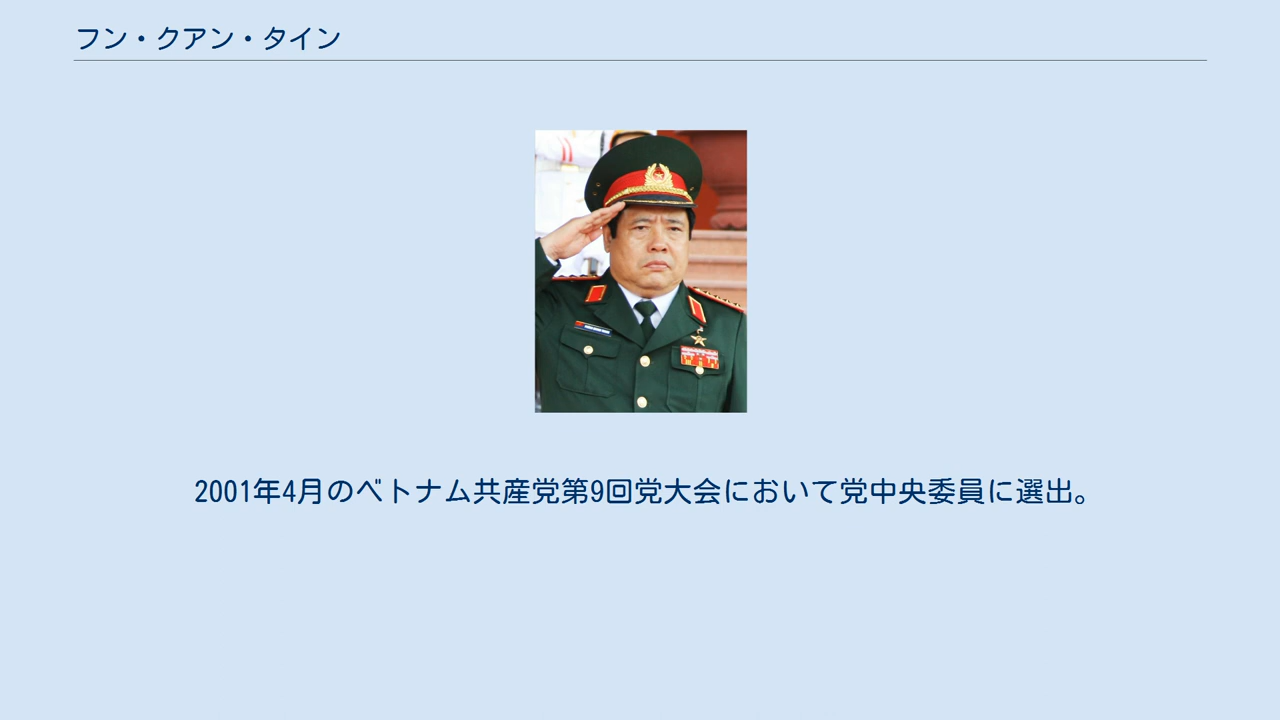 フン・クアン・タイン
2001年4月のベトナム共産党第9回党大会において党中央委員に選出。